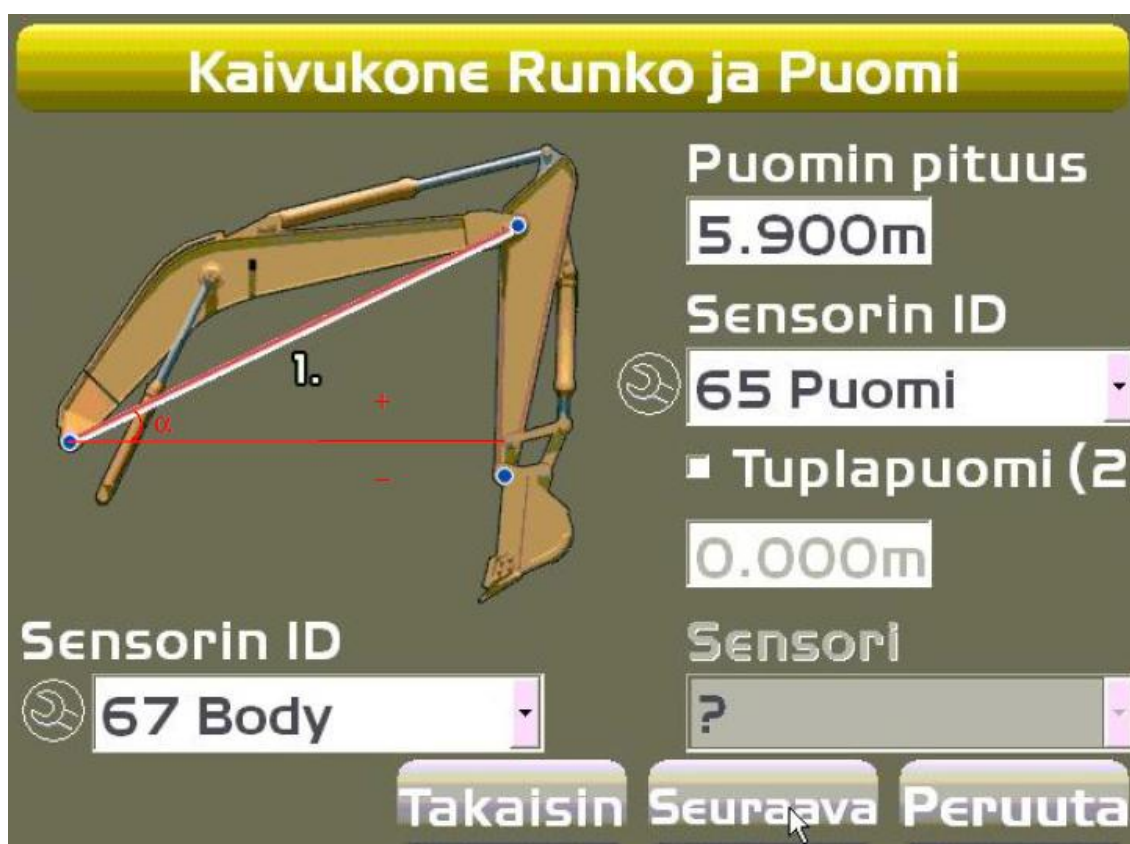 Kaivukone Runko ja Puomi
Puomin pituus
5.900m
Sensorin ID
65 Puomi
Tuplapuomi (2
0.000m
1.
+
α
−
Sensorin ID
67 Body
Sensori
?
Takaisin Seuraava Peruuta